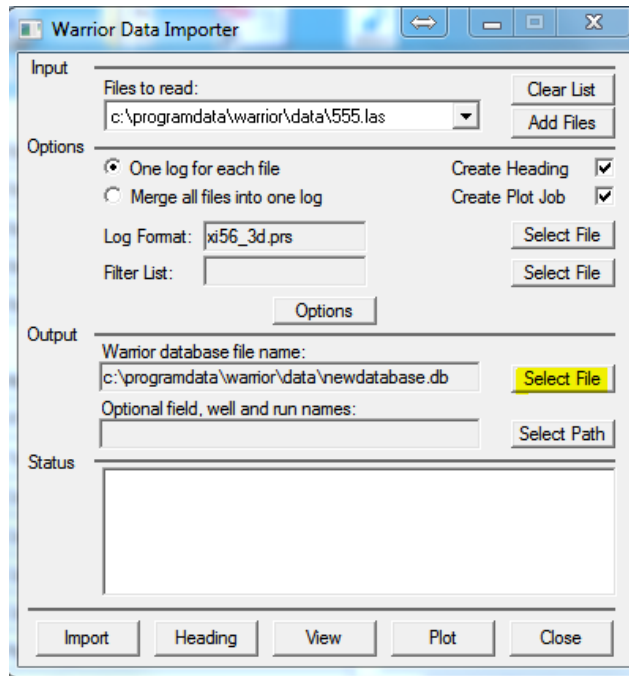 Warrior Data Importer
Input
Files to read:
Clear List
c:\programdata\warrior\data\555.las
Add Files
Options
One log for each file
Create Heading
Merge all files into one log
Create Plot Job
Log Format:
xi56_3d.prs
Select File
Filter List:
Select File
Options
Output
Warrior database file name:
c:\programdata\warrior\data\newdatabase.db
Select File
Optional field, well and run names:
Select Path
Status
Import
Heading
View
Plot
Close